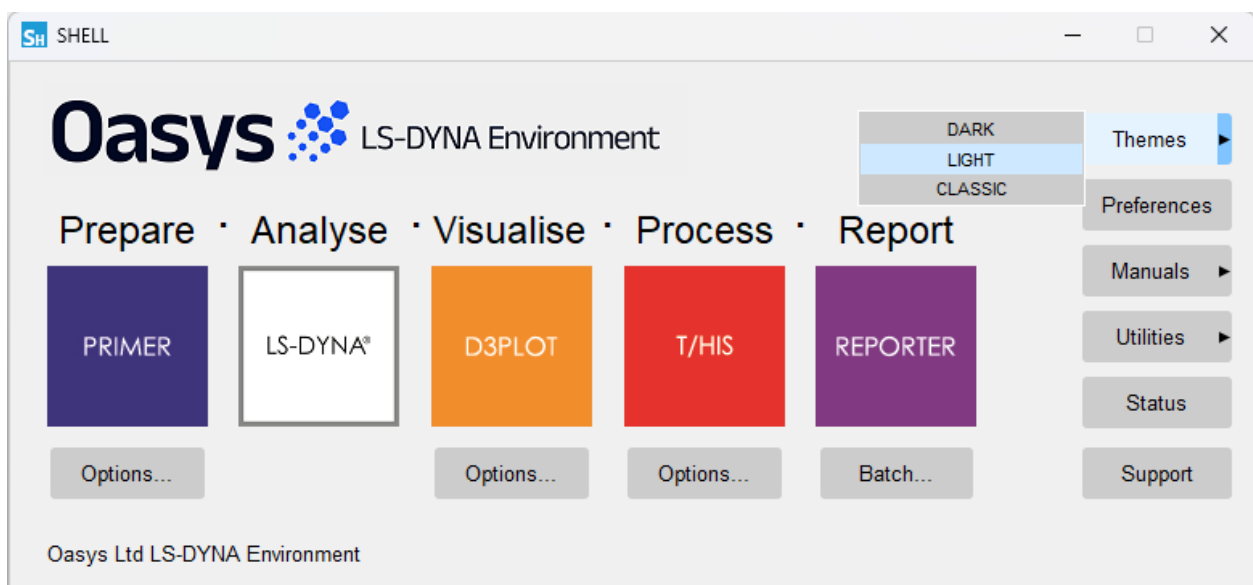 SH SHELL
Oasys LS-DYNA Environment
DARK
LIGHT
CLASSIC
Themes
Preferences
Manuals
Utilities
Status
Support
Prepare · Analyse · Visualise · Process · Report
PRIMER
LS-DYNA®
D3PLOT
T/HIS
REPORTER
Options...
Options...
Options...
Batch...
Oasys Ltd LS-DYNA Environment